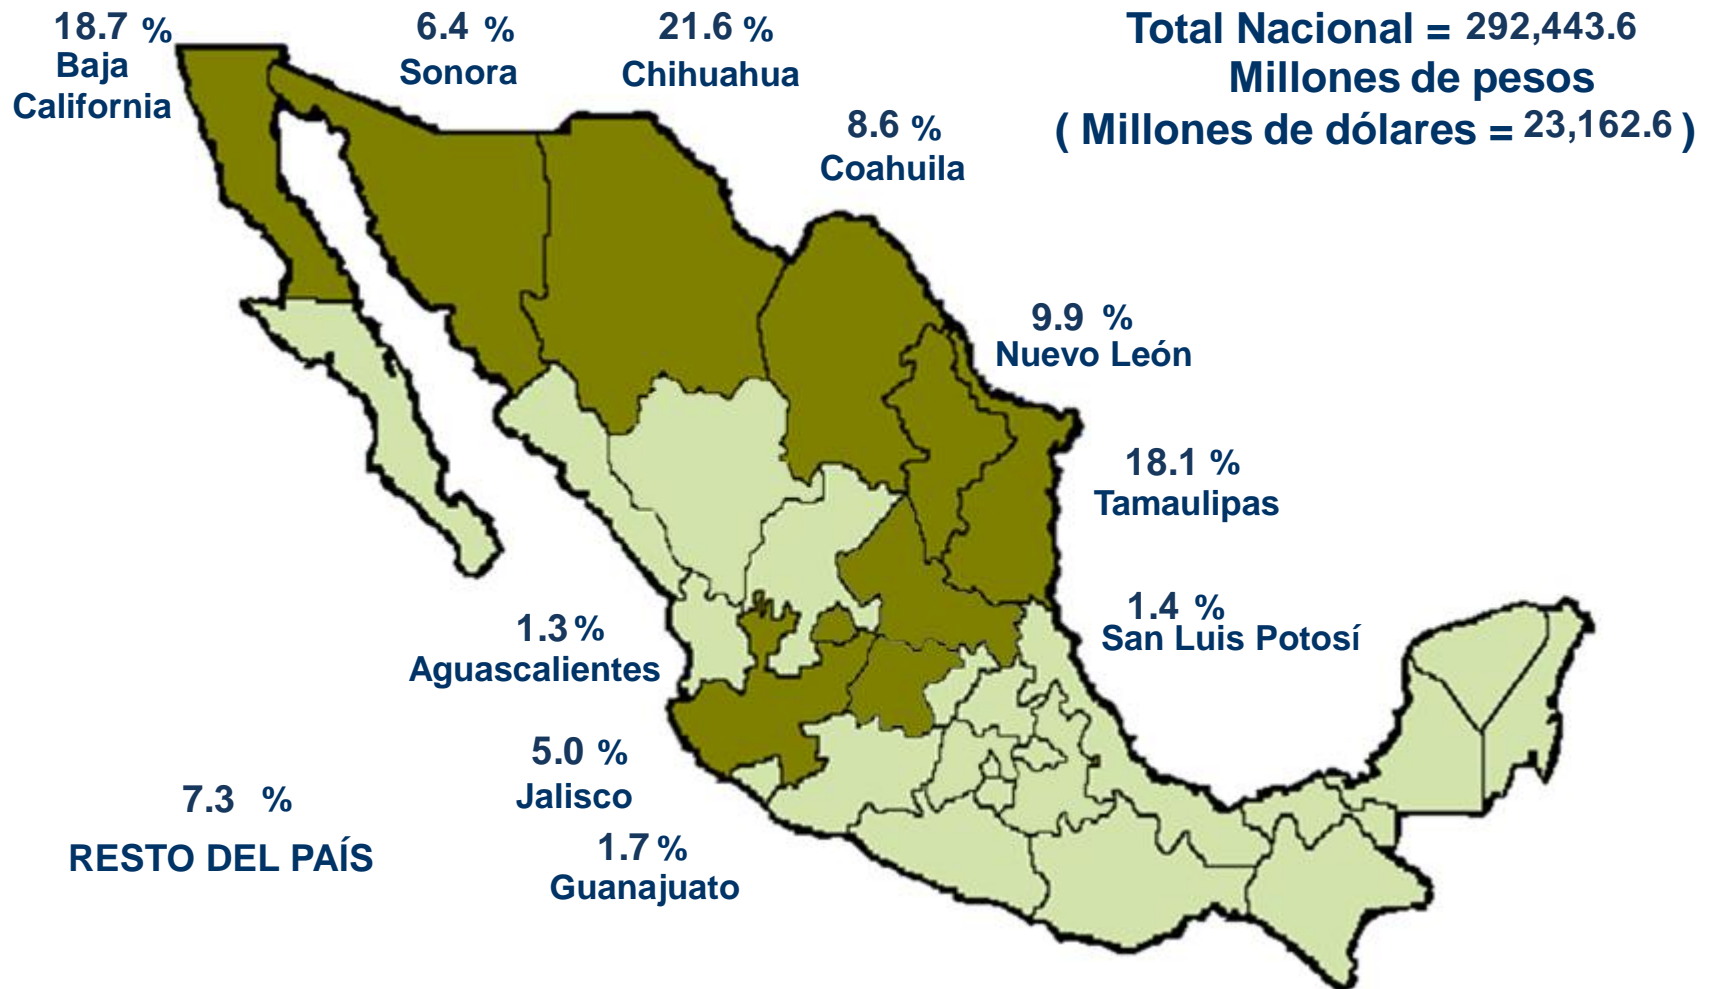 18.7 %
Baja
California
6.4 %
Sonora
21.6 %
Chihuahua
Total Nacional = 292,443.6
Millones de pesos
( Millones de dólares = 23,162.6 )
8.6 %
Coahuila
9.9 %
Nuevo León
18.1 %
Tamaulipas
1.4 %
San Luis Potosí
1.3 %
Aguascalientes
5.0 %
Jalisco
7.3 %
RESTO DEL PAÍS
1.7 %
Guanajuato